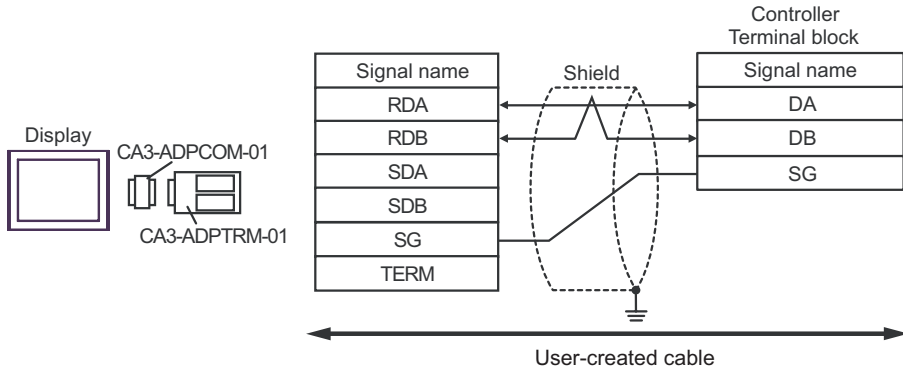 Display
CA3-ADPCOM-01
CA3-ADPTRM-01
Signal name
RDA
RDB
SDA
SDB
SG
TERM
Shield
Controller
Terminal block
Signal name
DA
DB
SG
User-created cable